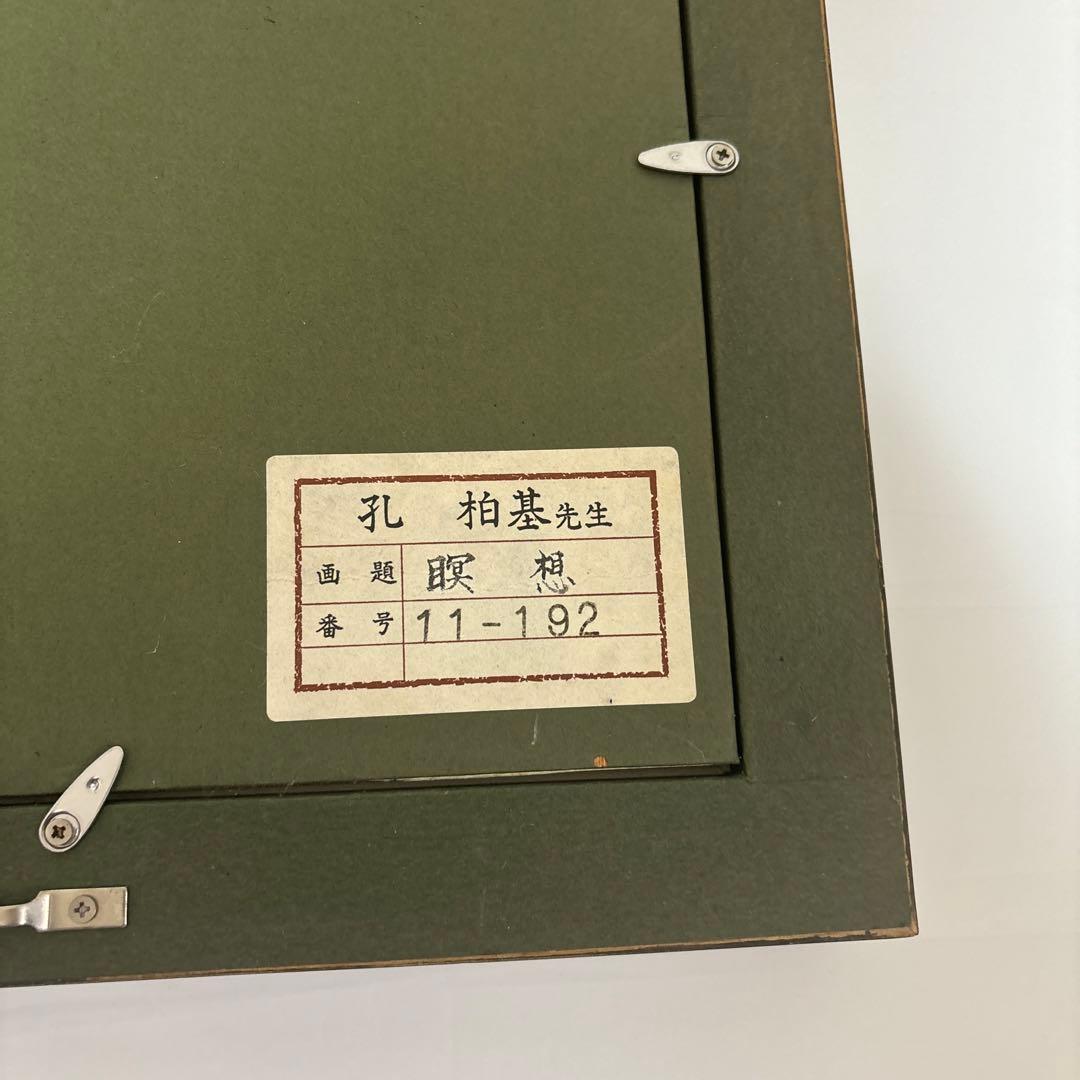 孔 柏基先生
画題 瞑想
番号 11-192